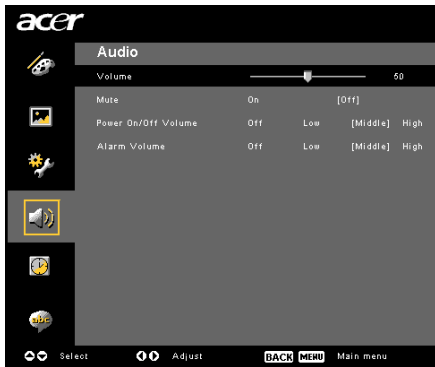 acer
Audio
Volume 50
Mute On [Off]
Power On/Off Volume Off Low [Middle] High
Alarm Volume Off Low [Middle] High
abc
Select Adjust BACK MENU Main menu